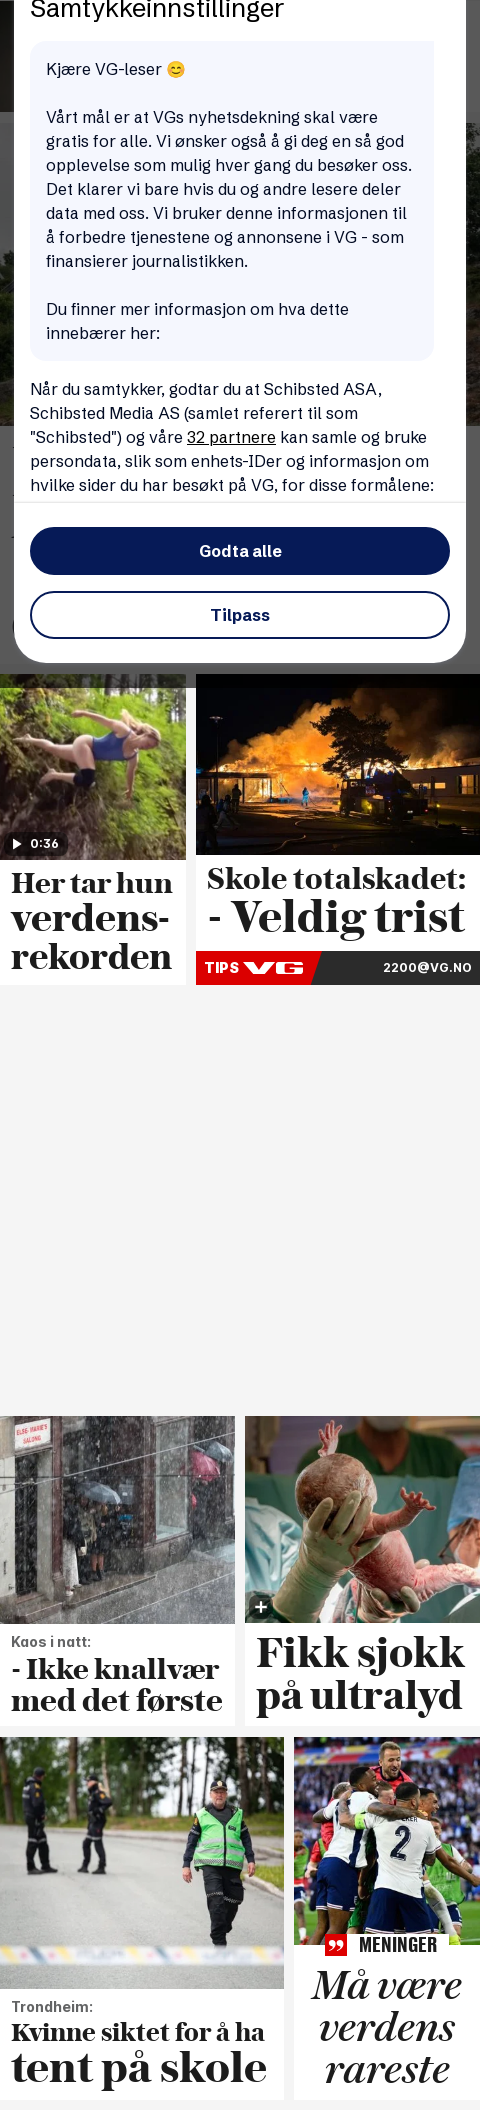 Samtykkeinnstillinger
Kjære VG-leser 😊
Vårt mål er at VGs nyhetsdekning skal være
gratis for alle. Vi ønsker også å gi deg en så god
opplevelse som mulig hver gang du besøker oss.
Det klarer vi bare hvis du og andre lesere deler
data med oss. Vi bruker denne informasjonen til
å forbedre tjenestene og annonsene i VG - som
finansierer journalistikken.
Du finner mer informasjon om hva dette
innebærer her:
Når du samtykker, godtar du at Schibsted ASA,
Schibsted Media AS (samlet referert til som
"Schibsted") og våre 32 partnere kan samle og bruke
persondata, slik som enhets-IDer og informasjon om
hvilke sider du har besøkt på VG, for disse formålene:
Godta alle
Tilpass
0:36
Her tar hun
verdens-
rekorden
Skole totalskadet:
- Veldig trist
TIPS VG 2200@VG.NO
SALONG
Kaos i natt:
- Ikke knallvær
med det første
Fikk sjokk
på ultralyd
Trondheim:
Kvinne siktet for å ha
tent på skole
2
MENINGER
Må være
verdens
rareste